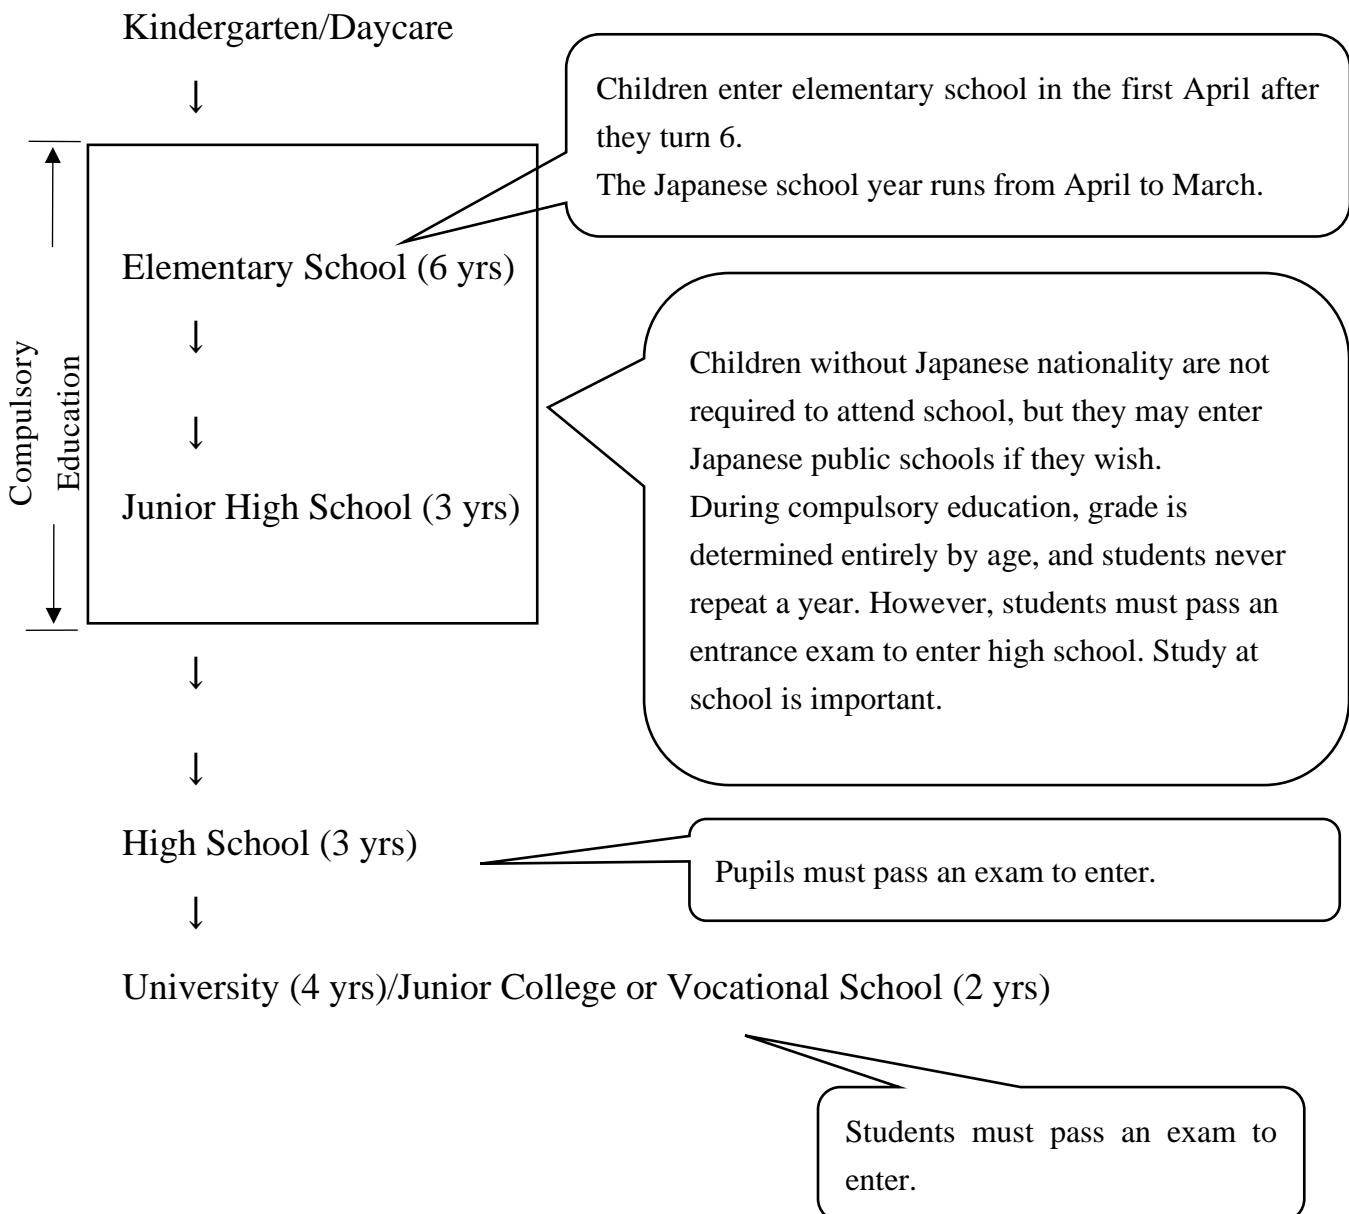 Kindergarten/Daycare
↓
Children enter elementary school in the first April after
they turn 6.
The Japanese school year runs from April to March.
Compulsory
Education
Elementary School (6 yrs)
↓
↓
Junior High School (3 yrs)
Children without Japanese nationality are not
required to attend school, but they may enter
Japanese public schools if they wish.
During compulsory education, grade is
determined entirely by age, and students never
repeat a year. However, students must pass an
entrance exam to enter high school. Study at
school is important.
↓
↓
High School (3 yrs)
Pupils must pass an exam to enter.
↓
University (4 yrs)/Junior College or Vocational School (2 yrs)
Students must pass an exam to
enter.